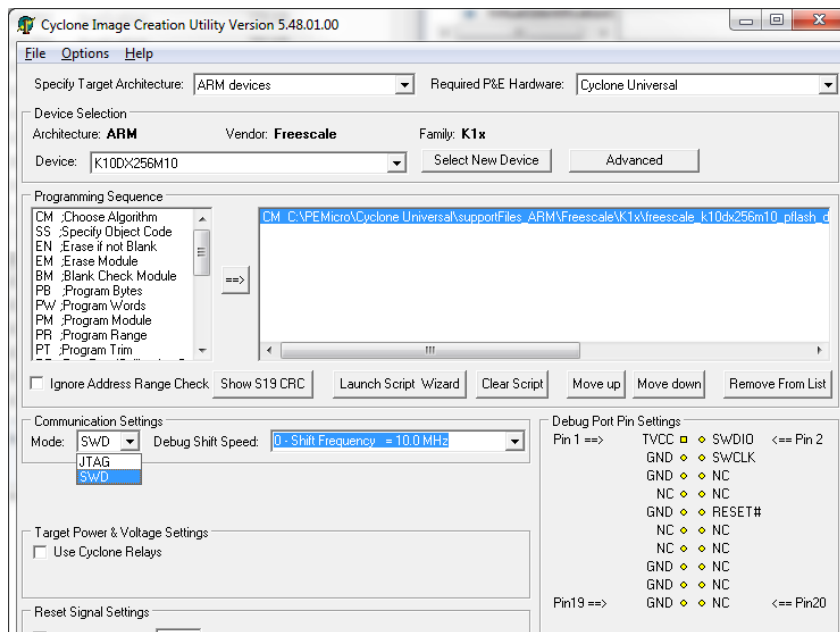 Cyclone Image Creation Utility Version 5.48.01.00
File Options Help
Specify Target Architecture: ARM devices Required P&E Hardware: Cyclone Universal
Device Selection
Architecture: ARM Vendor: Freescale Family: K1x
Device: K10DX256M10 Select New Device Advanced
Programming Sequence
CM ;Choose Algorithm
SS ;Specify Object Code
EN ;Erase if not Blank
EM ;Erase Module
BM ;Blank Check Module
PB ;Program Bytes
PW ;Program Words
PM ;Program Module
PR ;Program Range
PT ;Program Trim
==>
CM C:\PEMicro\Cyclone Universal\supportFiles_ARM\Freescale\K1x\freescale_k10dx256m10_pflash_d
Ignore Address Range Check Show S19 CRC Launch Script Wizard Clear Script Move up Move down Remove From List
Communication Settings
Mode: SWD Debug Shift Speed: 0 - Shift Frequency = 10.0 MHz
JTAG
SWD
Target Power & Voltage Settings
Use Cyclone Relays
Reset Signal Settings
Debug Port Pin Settings
Pin 1 ==> TVCC SWDIO <== Pin 2
GND SWCLK
GND NC
NC NC
GND RESET#
NC NC
NC NC
GND NC
GND NC
Pin19 ==> GND NC <== Pin20